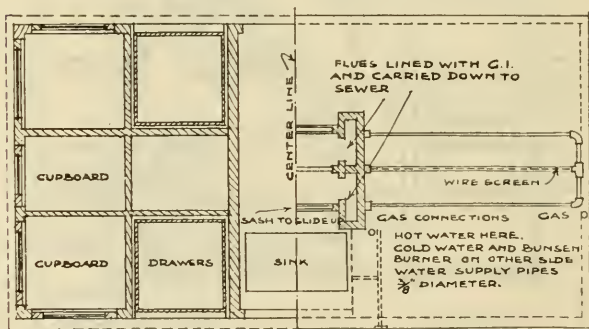 CENTER LINE
FLUES LINED WITH G.I.
AND CARRIED DOWN TO
SEWER
CUPBOARD
WIRE SCREEN
SASH TO SLIDE UP
GAS CONNECTIONS
GAS P
CUPBOARD
DRAWERS
SINK
HOT WATER HERE.
COLD WATER AND BUNSEN
BURNER ON OTHER SIDE
WATER SUPPLY PIPES
3/8" DIAMETER.